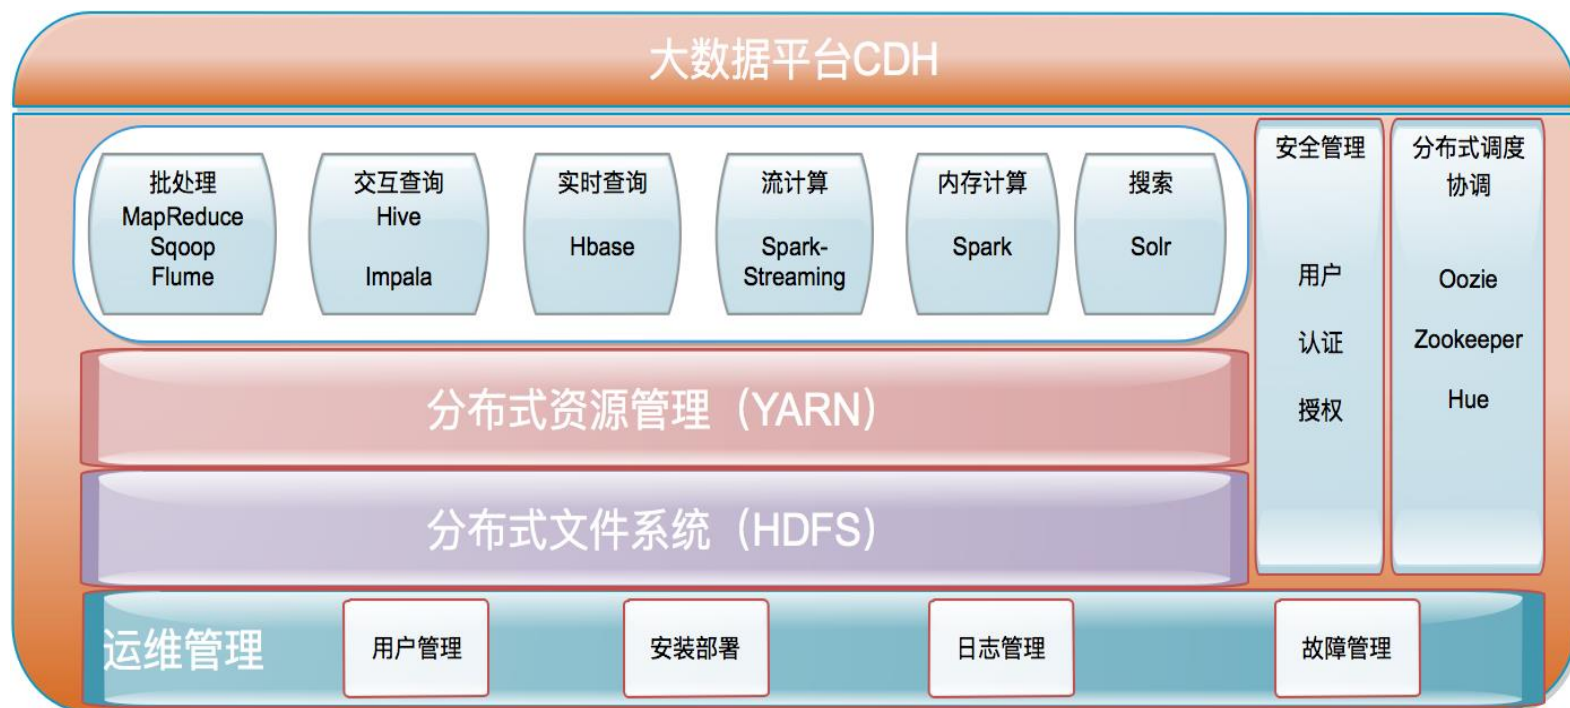 大数据平台CDH
批处理
MapReduce
Sqoop
Flume
交互查询
Hive
Impala
实时查询
Hbase
流计算
Spark-
Streaming
内存计算
Spark
搜索
Solr
安全管理
用户
认证
授权
分布式调度
协调
Oozie
Zookeeper
Hue
分布式资源管理（YARN）
分布式文件系统（HDFS）
运维管理
用户管理
安装部署
日志管理
故障管理